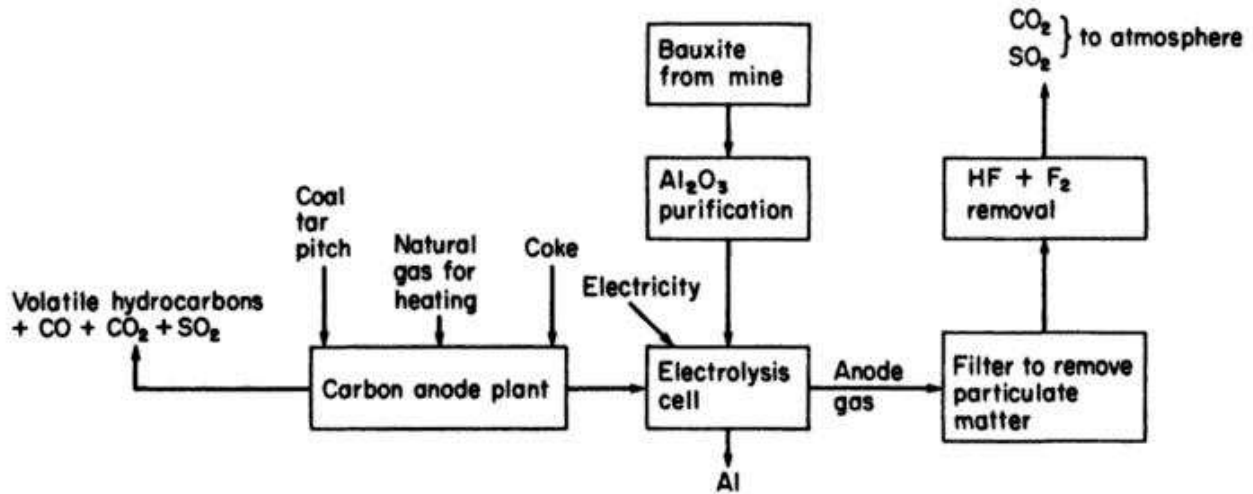 CO₂
SO₂ } to atmosphere
Bauxite
from mine
Al₂O₃
purification
HF + F₂
removal
Coal
tar
pitch
Natural
gas for
heating
Coke
Electricity
Volatile hydrocarbons
+ CO + CO₂ + SO₂
Carbon anode plant
Electrolysis
cell
Anode
gas
Filter to remove
particulate
matter
Al